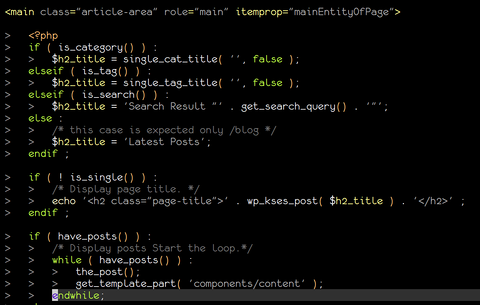 <main class="article-area" role="main" itemprop="mainEntityOfPage">
> <?php
> if ( is_category() ) :
> > $h2_title = single_cat_title( '', false );
> elseif ( is_tag() ) :
> > $h2_title = single_tag_title( '', false );
> elseif ( is_search() ) :
> > $h2_title = 'Search Result "' . get_search_query() . '"';
> else :
> > /* this case is expected only /blog */
> > $h2_title = 'Latest Posts';
> endif ;
> if ( ! is_single() ) :
> > /* Display page title. */
> > echo '<h2 class="page-title">' . wp_kses_post( $h2_title ) . '</h2>' ;
> endif ;
> if ( have_posts() ) :
> > /* Display posts Start the loop.*/
> > while ( have_posts() ) :
> > > the_post();
> > > get_template_part( 'components/content' );
> > endwhile;